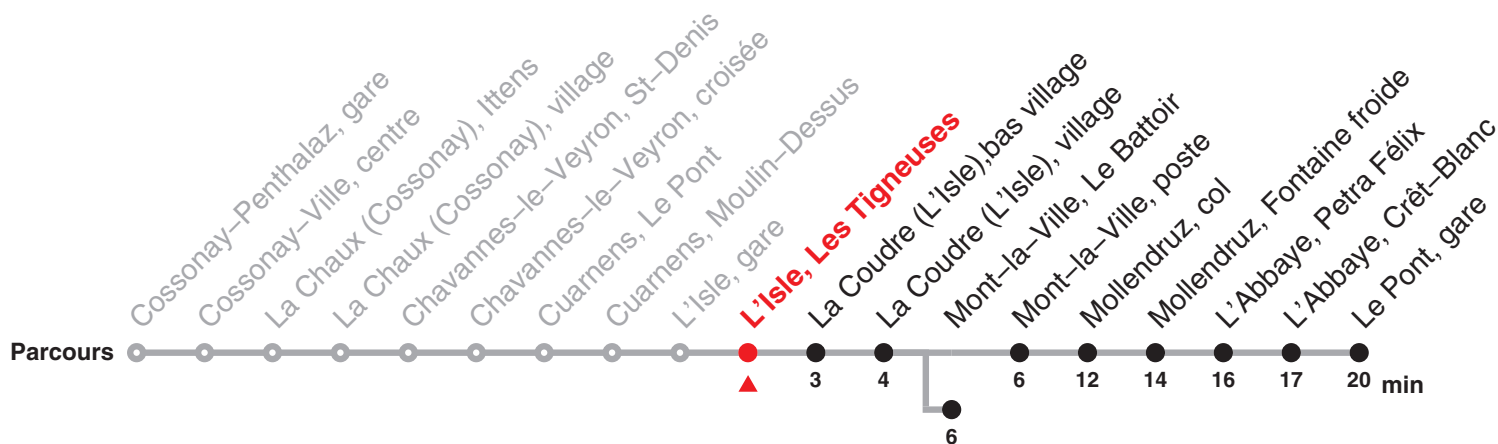 Cossonay–Penthalaz, gare
Cossonay–Ville, centre
La Chaux (Cossonay), Ittens
La Chaux (Cossonay), village
Chavannes–le–Veyron, St–Denis
Chavannes–le–Veyron, croisée
Cuarnens, Le Pont
Cuarnens, Moulin–Dessus
L'Isle, gare
L'Isle, Les Tigneuses
La Coudre (L'Isle),bas village
La Coudre (L'Isle), village
Mont–la–Ville, Le Battoir
Mont–la–Ville, poste
Mollendruz, col
Mollendruz, Fontaine froide
L'Abbaye, Petra Félix
L'Abbaye, Crêt–Blanc
Le Pont, gare
Parcours
3 4 6 12 14 16 17 20 min
6